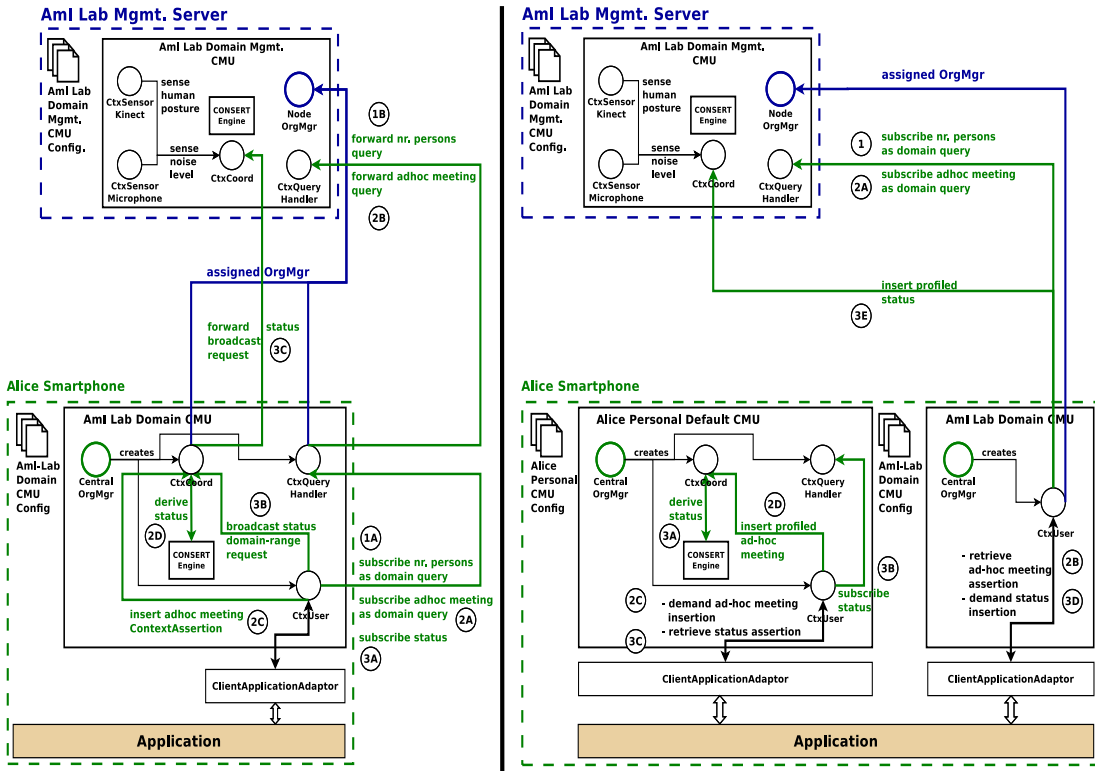 AmI Lab Mgmt. Server
AmI Lab
Domain
Mgmt.
CMU
Config.
AmI Lab Domain Mgmt.
CMU
CtxSensor
Kinect
sense
human
posture
CONSERT
Engine
Node
OrgMgr
CtxSensor
Microphone
sense
noise
level
CtxCoord
CtxQuery
Handler
1B
forward nr. persons
query
forward adhoc meeting
query
2B
assigned OrgMgr
forward status
broadcast
request
3C
Alice Smartphone
AmI-Lab
Domain
CMU
Config
AmI Lab Domain CMU
Central
OrgMgr
creates
CtxCoord
CtxQuery
Handler
derive
status
2D
CONSERT
Engine
3B
broadcast status
domain-range
request
1A
subscribe nr. persons
as domain query
subscribe adhoc meeting
as domain query
2A
subscribe status
3A
insert adhoc meeting
ContextAssertion
2C
CtxUser
ClientApplicationAdaptor
Application
AmI Lab Mgmt. Server
AmI Lab
Domain
Mgmt.
CMU
Config.
AmI Lab Domain Mgmt.
CMU
CtxSensor
Kinect
sense
human
posture
CONSERT
Engine
Node
OrgMgr
CtxSensor
Microphone
sense
noise
level
CtxCoord
CtxQuery
Handler
assigned OrgMgr
1
subscribe nr. persons
as domain query
2A
subscribe adhoc meeting
as domain query
insert profiled
status
3E
Alice Smartphone
Alice
Personal
CMU
Config
Alice Personal Default CMU
Central
OrgMgr
creates
CtxCoord
CtxQuery
Handler
derive
status
3A
CONSERT
Engine
2D
insert profiled
ad-hoc
meeting
3B
subscribe
status
2C
- demand ad-hoc meeting
insertion
- retrieve status assertion
3C
CtxUser
ClientApplicationAdaptor
AmI-Lab
Domain
CMU
Config
AmI Lab Domain CMU
Central
OrgMgr
creates
CtxUser
- retrieve
ad-hoc meeting
assertion
- demand status
insertion
2B
3D
ClientApplicationAdaptor
Application